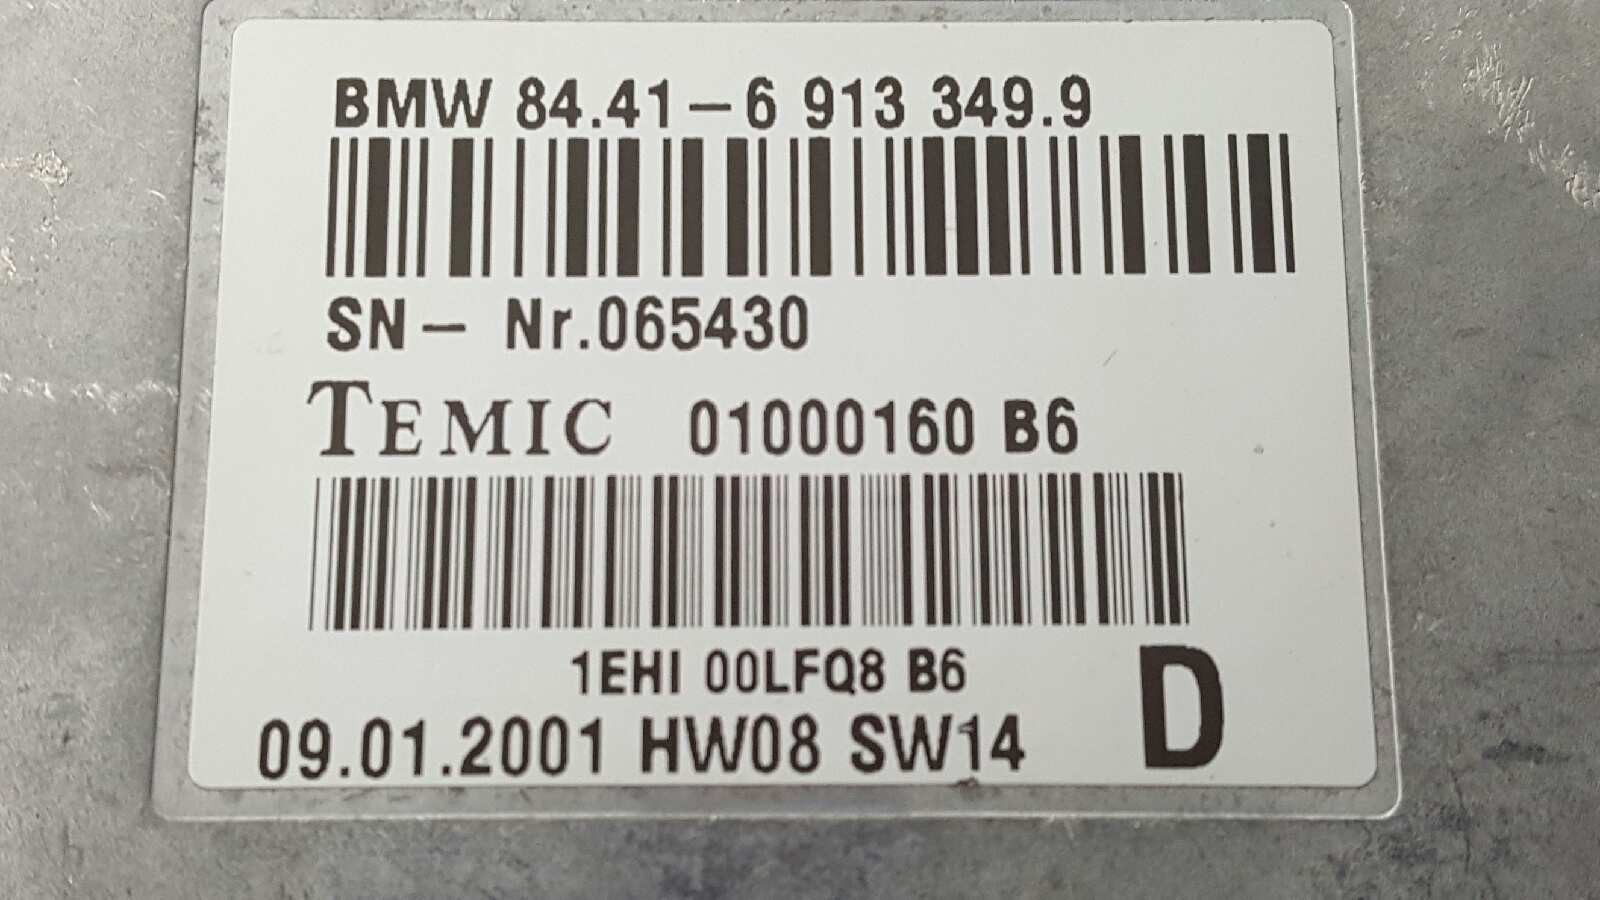 BMW 84.41-6 913 349.9
SN- Nr.065430
TEMIC 01000160 B6
1EHI 00LFQ8 B6
D
09.01.2001 HW08 SW14